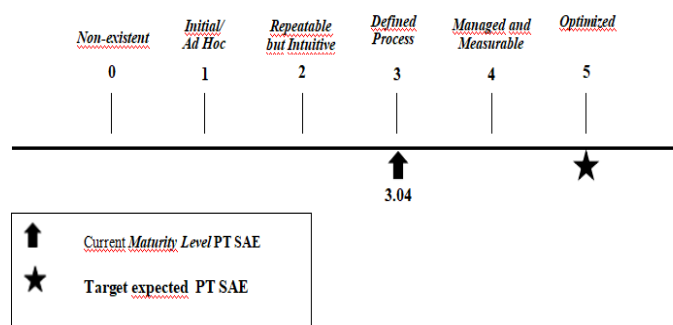 Non-existent
Initial/
Ad Hoc
Repeatable
but Intuitive
Defined
Process
Managed and
Measurable
Optimized
0 1 2 3 4 5
3.04
Current Maturity Level PT SAE
Target expected PT SAE